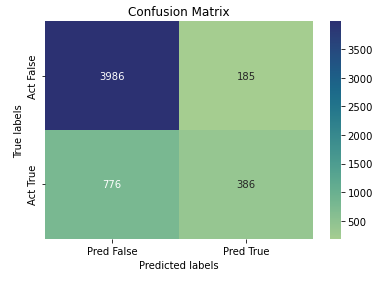 Confusion Matrix
True labels
Act False
Act True
3986
185
776
386
Pred False
Pred True
Predicted labels
3500
3000
2500
2000
1500
1000
500